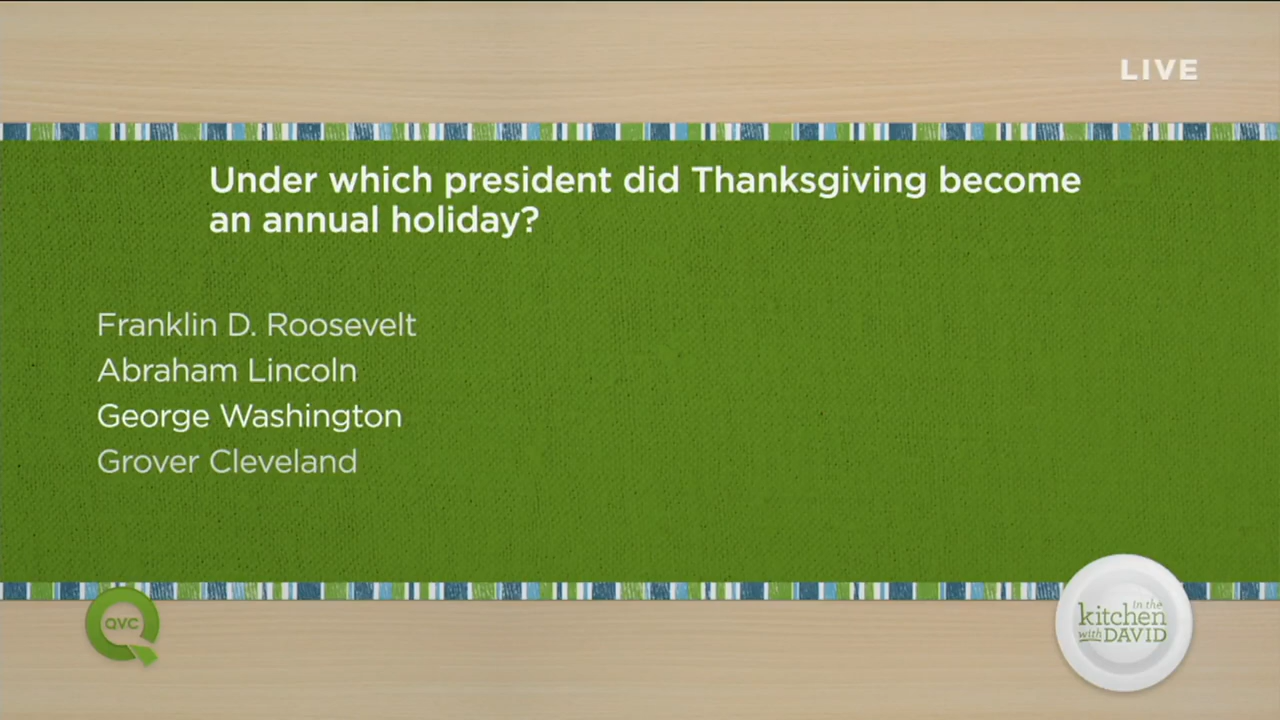 LIVE
Under which president did Thanksgiving become
an annual holiday?
Franklin D. Roosevelt
Abraham Lincoln
George Washington
Grover Cleveland
QVC
in the
kitchen
with DAVID